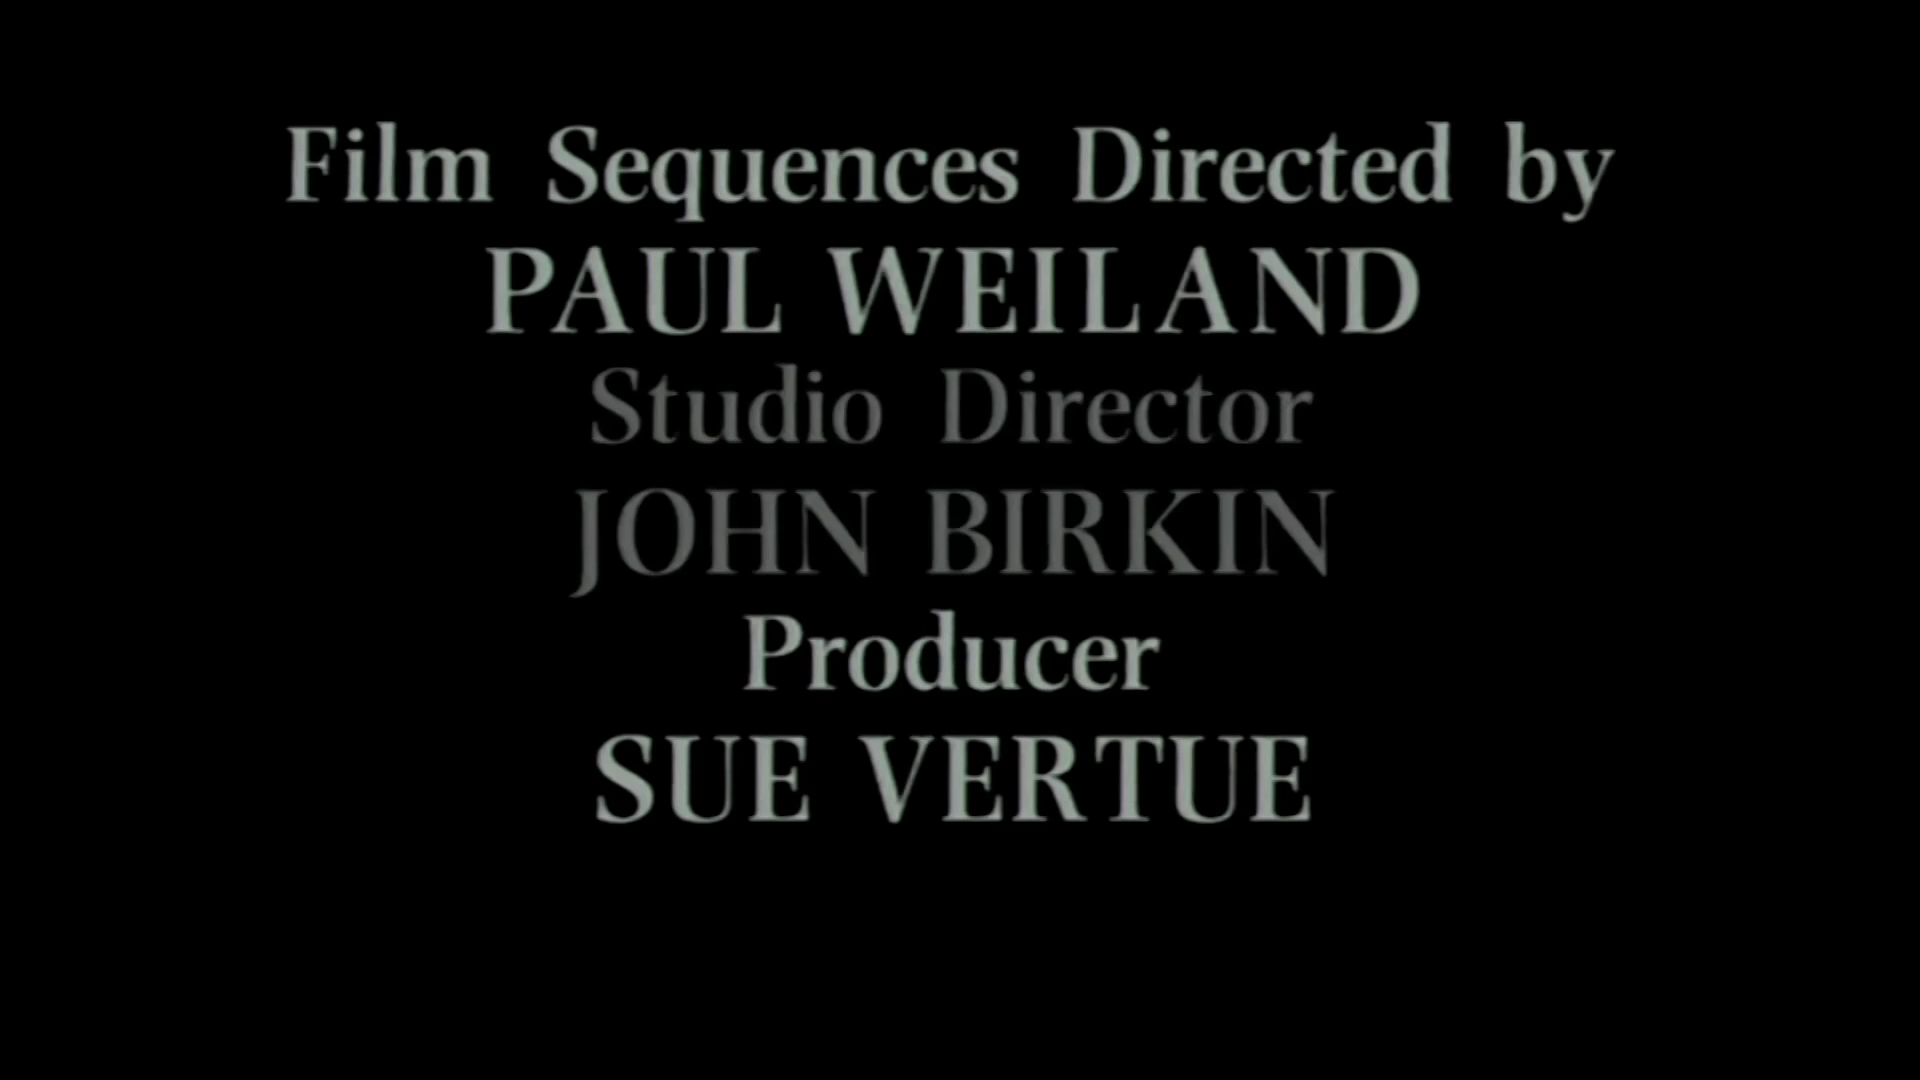 Film Sequences Directed by
PAUL WEILAND
Studio Director
JOHN BIRKIN
Producer
SUE VERTUE